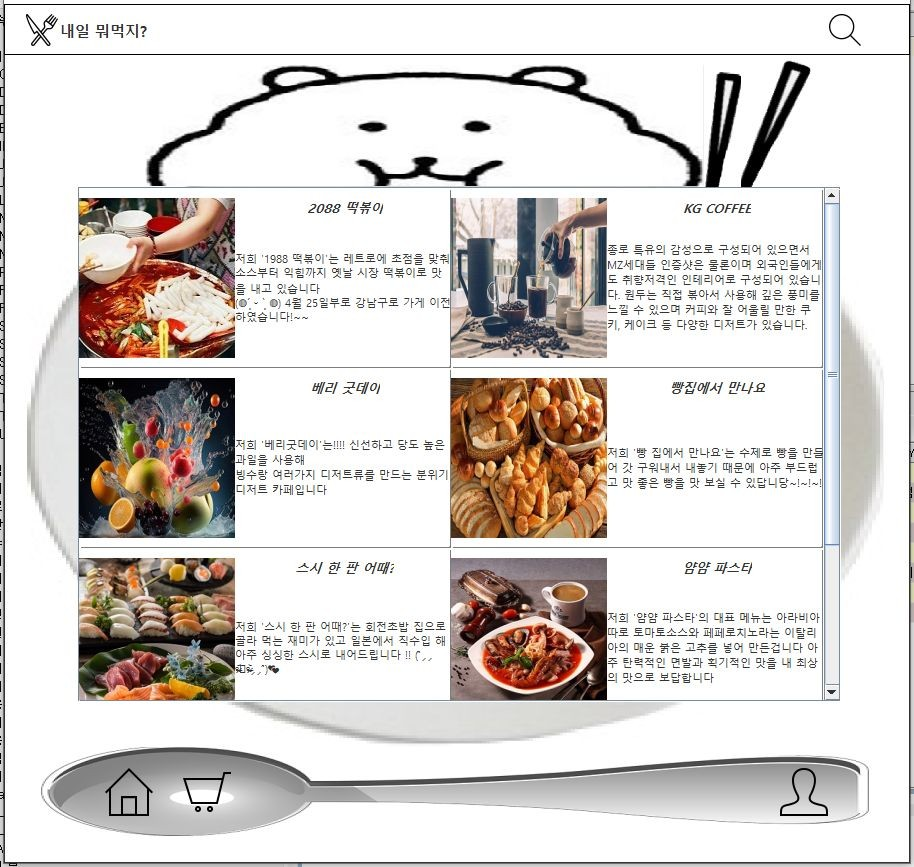 내일 뭐먹지?
2088 떡볶이
저희 '1988 떡볶이'는 레트로에 초점을 맞춰
소스부터 익힘까지 옛날 시장 떡볶이로 맛
을 내고 있습니다
4월 25일부로 강남구로 가게 이전
하였습니다!~~
KG COFFEE
종로 특유의 감성으로 구성되어 있으면서
MZ세대들 인증샷은 물론이며 외국인들에게
도 취향저격인 인테리어로 구성되어 있습니
다. 원두는 직접 볶아서 사용해 깊은 풍미를
느낄 수 있으며 커피와 잘 어울릴 만한 쿠
키, 케이크 등 다양한 디저트가 있습니다.
베리 굿데이
저희 '베리굿데이'는!!!! 신선하고 당도 높은
과일을 사용해
빙수랑 여러가지 디저트류를 만드는 분위기
디저트 카페입니다
빵집에서 만나요
저희 '빵 집에서 만나요'는 수제로 빵을 만들
어 갓 구워내서 내놓기 때문에 아주 부드럽
고 맛 좋은 빵을 맛 보실 수 있답니당~!~!~!
스시 한 판 어때?
저희 '스시 한 판 어때?'는 회전초밥 집으로
골라 먹는 재미가 있고 일본에서 직수입 해
아주 싱싱한 스시로 내어드립니다 !!
얌얌 파스타
저희 '얌얌 파스타'의 대표 메뉴는 아라비아
따로 토마토소스와 페페로치노라는 이탈리
아의 매운 붉은 고추를 넣어 만든겁니다 아
주 탄력적인 면발과 획기적인 맛을 내 최상
의 맛으로 보답합니다